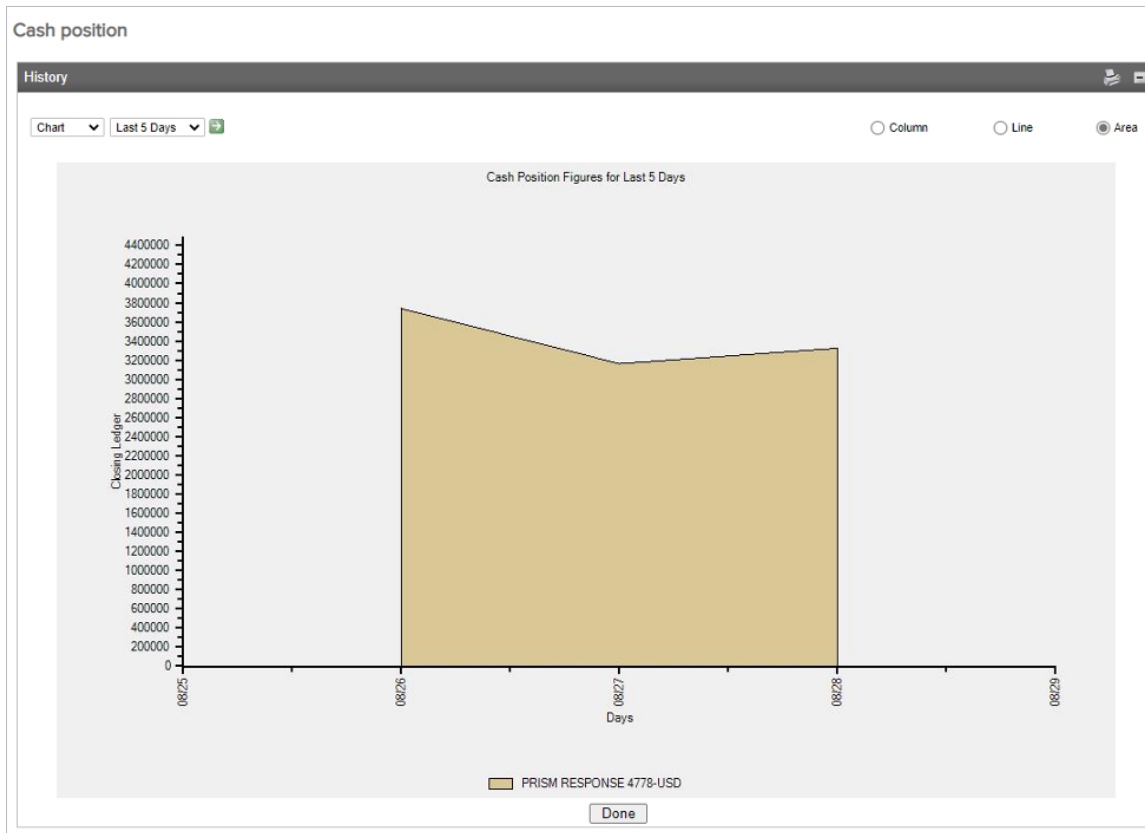 Cash position
History
Chart Last 5 Days Column Line Area
Cash Position Figures for Last 5 Days
4400000
4200000
4000000
3800000
3600000
3400000
3200000
3000000
2800000
2600000
2400000
2200000
2000000
1800000
1600000
1400000
1200000
1000000
800000
600000
400000
200000
0
Closing Ledger
08/25 08/26 08/27 08/28 08/29
Days
PRISM RESPONSE 4778-USD
Done